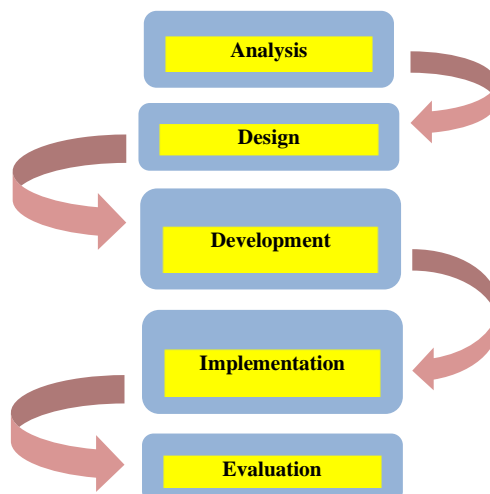 Analysis
Design
Development
Implementation
Evaluation